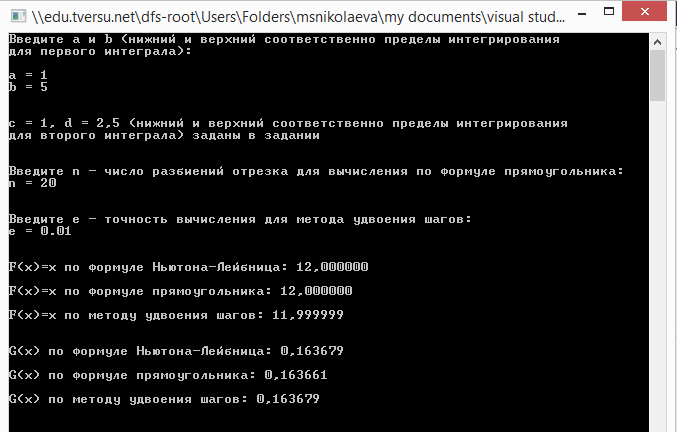 \\edu.tversu.net\dfs-root\Users\Folders\msnikolaeva\my documents\visual stud...
Введите a и b (нижний и верхний соответственно пределы интегрирования
для первого интеграла):
a = 1
b = 5
c = 1, d = 2,5 (нижний и верхний соответственно пределы интегрирования
для второго интеграла) заданы в задании
Введите n - число разбиений отрезка для вычисления по формуле прямоугольника:
n = 20
Введите e - точность вычисления для метода удвоения шагов:
e = 0.01
F(x)=x по формуле Ньютона-Лейбница: 12,000000
F(x)=x по формуле прямоугольника: 12,000000
F(x)=x по методу удвоения шагов: 11,999999
G(x) по формуле Ньютона-Лейбница: 0,163679
G(x) по формуле прямоугольника: 0,163661
G(x) по методу удвоения шагов: 0,163679